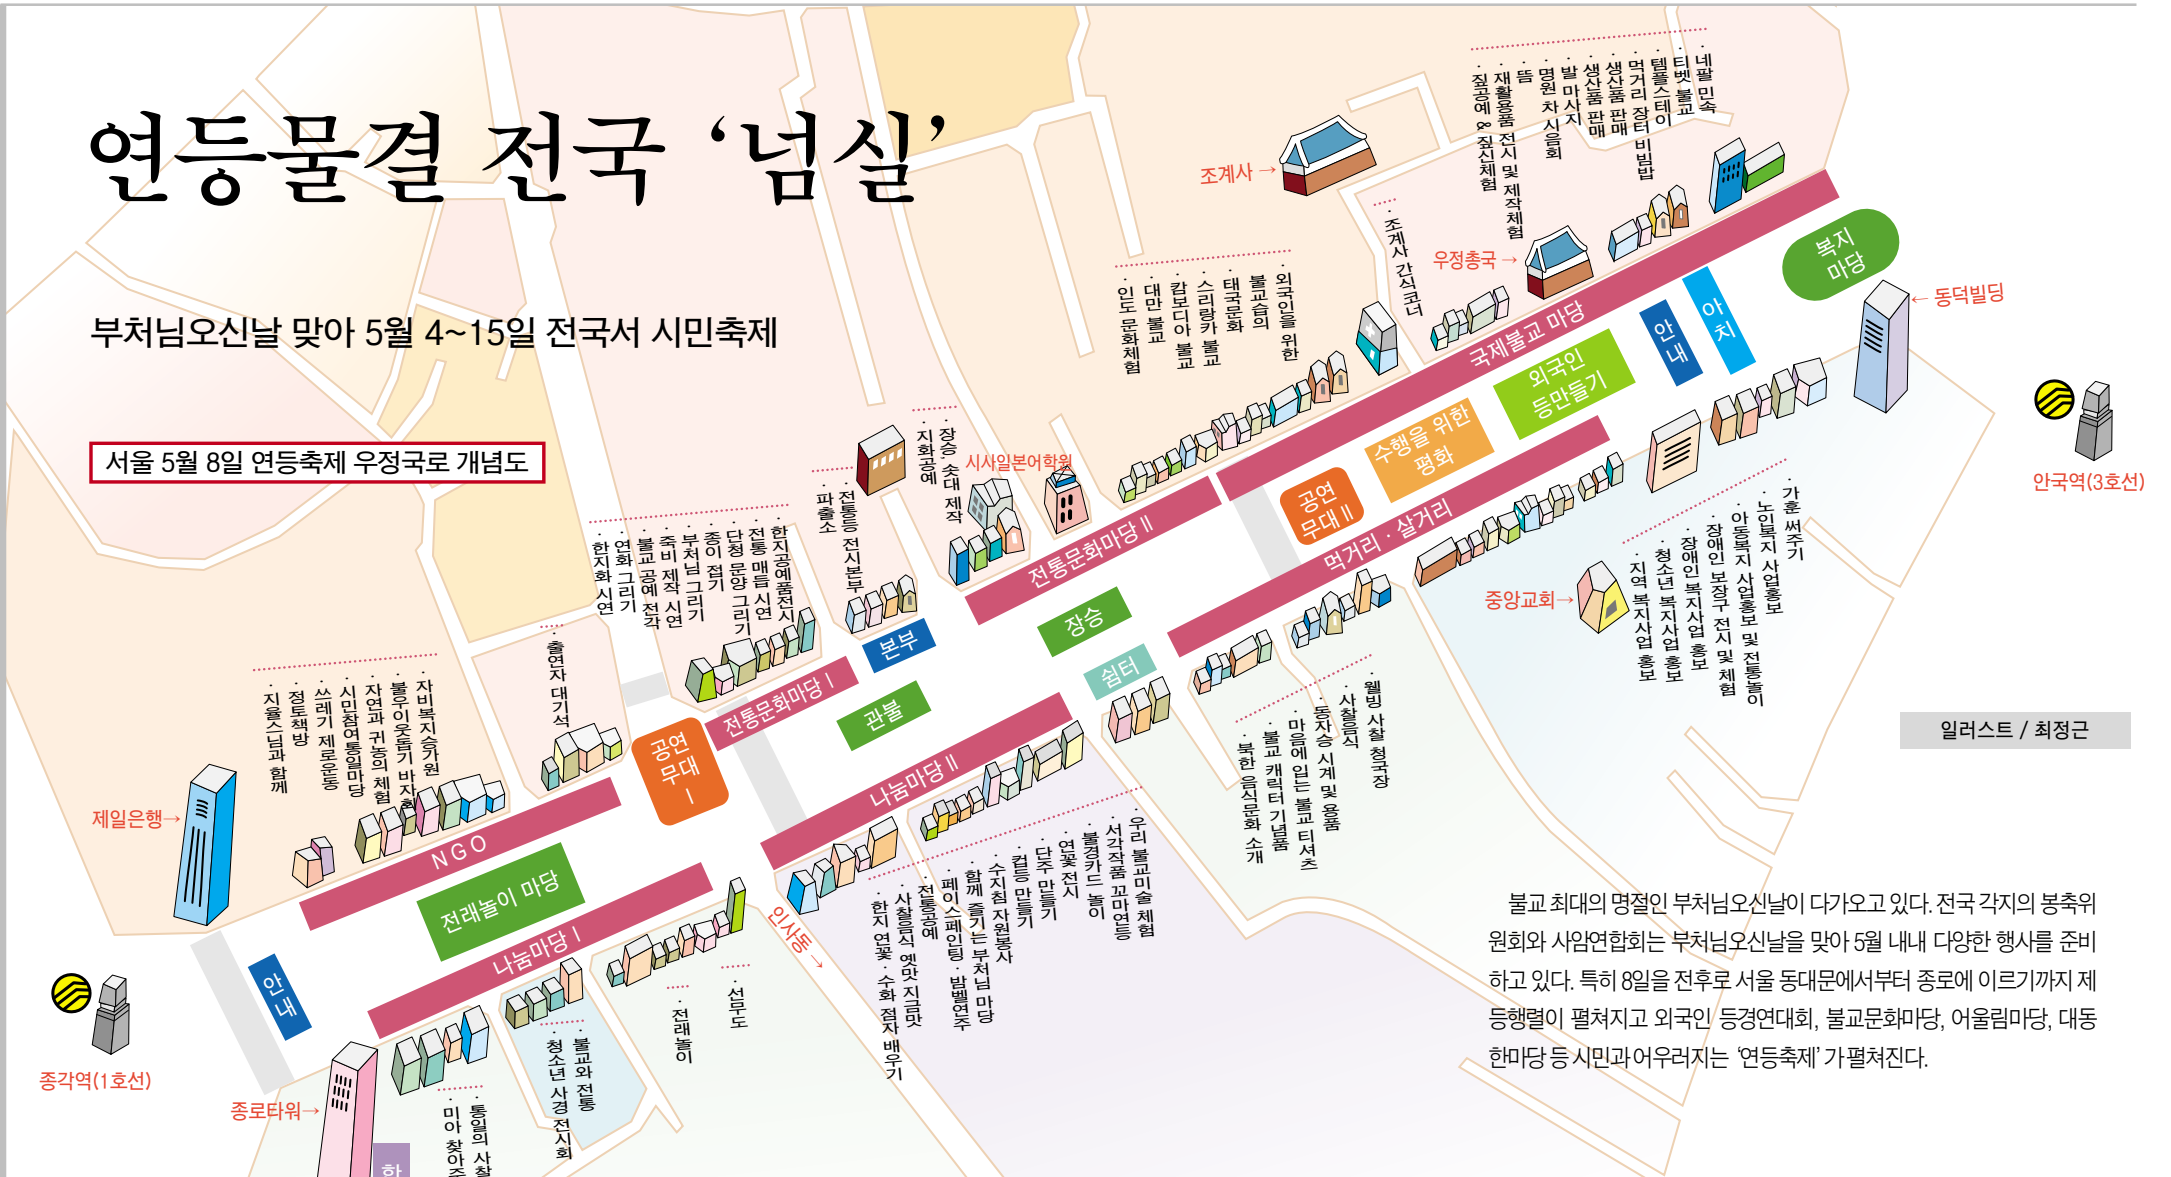 연등물결 전국 ‘넘실’
부처님오신날 맞아 5월 4~15일 전국서 시민축제
서울 5월 8일 연등축제 우정국로 개념도
· 네팔 민속
· 티벳 불교
· 템플스테이
· 먹거리 장터 비빔밥
· 생산품 판매
· 생산품 판매
· 발 마사지
· 명원 차 시음회
· 뜸
· 재활용품 전시 및 제작체험
· 짚공예 & 짚신체험
조계사 →
· 조계사 간식코너
우정총국 →
복지
마당
← 동덕빌딩
아치
안내
국제불교 마당
외국인
등만들기
수행을 위한
평화
공연
무대 II
먹거리 · 살거리
안국역(3호선)
· 외국인을 위한
불교습의
· 태국문화
· 스리랑카 불교
· 캄보디아 불교
· 대만 불교
· 인도 문화체험
시사일본어학원
· 장승 솟대 제작
· 지화공예
· 전통등 전시본부
· 파출소
전통문화마당 II
장승
쉼터
본부
관불
전통문화마당 I
· 한지공예품전시
· 전통 매듭 시연
· 단청 문양 그리기
· 종이 접기
· 부처님 그리기
· 죽비 제작 시연
· 불교 공예 전각
· 연화 그리기
· 한지화 시연
· 출연자 대기석
공연
무대
I
· 자비복지승가원
· 불우이웃돕기 바자회
· 자연과 귀농의 체험
· 시민참여통일마당
· 쓰레기 제로운동
· 정토책방
· 지율스님과 함께
제일은행→
NGO
전래놀이 마당
나눔마당 I
나눔마당 II
안내
종각역(1호선)
종로타워→
인사동 →
중앙교회→
· 가훈 써주기
· 노인복지 사업홍보
· 아동복지 사업홍보 및 전통놀이
· 장애인 보장구 전시 및 체험
· 장애인 복지사업 홍보
· 청소년 복지사업 홍보
· 지역 복지사업 홍보
· 웰빙 사찰 청국장
· 사찰음식
· 동자승 시계 및 용품
· 마음에 입는 불교 티셔츠
· 불교 캐릭터 기념품
· 북한 음식문화 소개
· 우리 불교미술 체험
· 서각작품 꼬마연등
· 불경카드 놀이
· 연꽃 전시
· 단주 만들기
· 컵등 만들기
· 수지침 자원봉사
· 함께 즐기는 부처님 마당
· 페이스페인팅 · 밤벨연주
· 전통공예
· 사찰음식 옛맛 지금맛
· 한지 연꽃 · 수화 점자 배우기
· 선무도
· 전래놀이
· 불교와 전통
· 청소년 사경 전시회
· 통일의 사찰
· 미아 찾아주
한
일러스트 / 최정근
불교 최대의 명절인 부처님오신날이 다가오고 있다. 전국 각지의 봉축위
원회와 사암연합회는 부처님오신날을 맞아 5월 내내 다양한 행사를 준비
하고 있다. 특히 8일을 전후로 서울 동대문에서부터 종로에 이르기까지 제
등행렬이 펼쳐지고 외국인 등경연대회, 불교문화마당, 어울림마당, 대동
한마당 등 시민과 어우러지는 ‘연등축제’가 펼쳐진다.